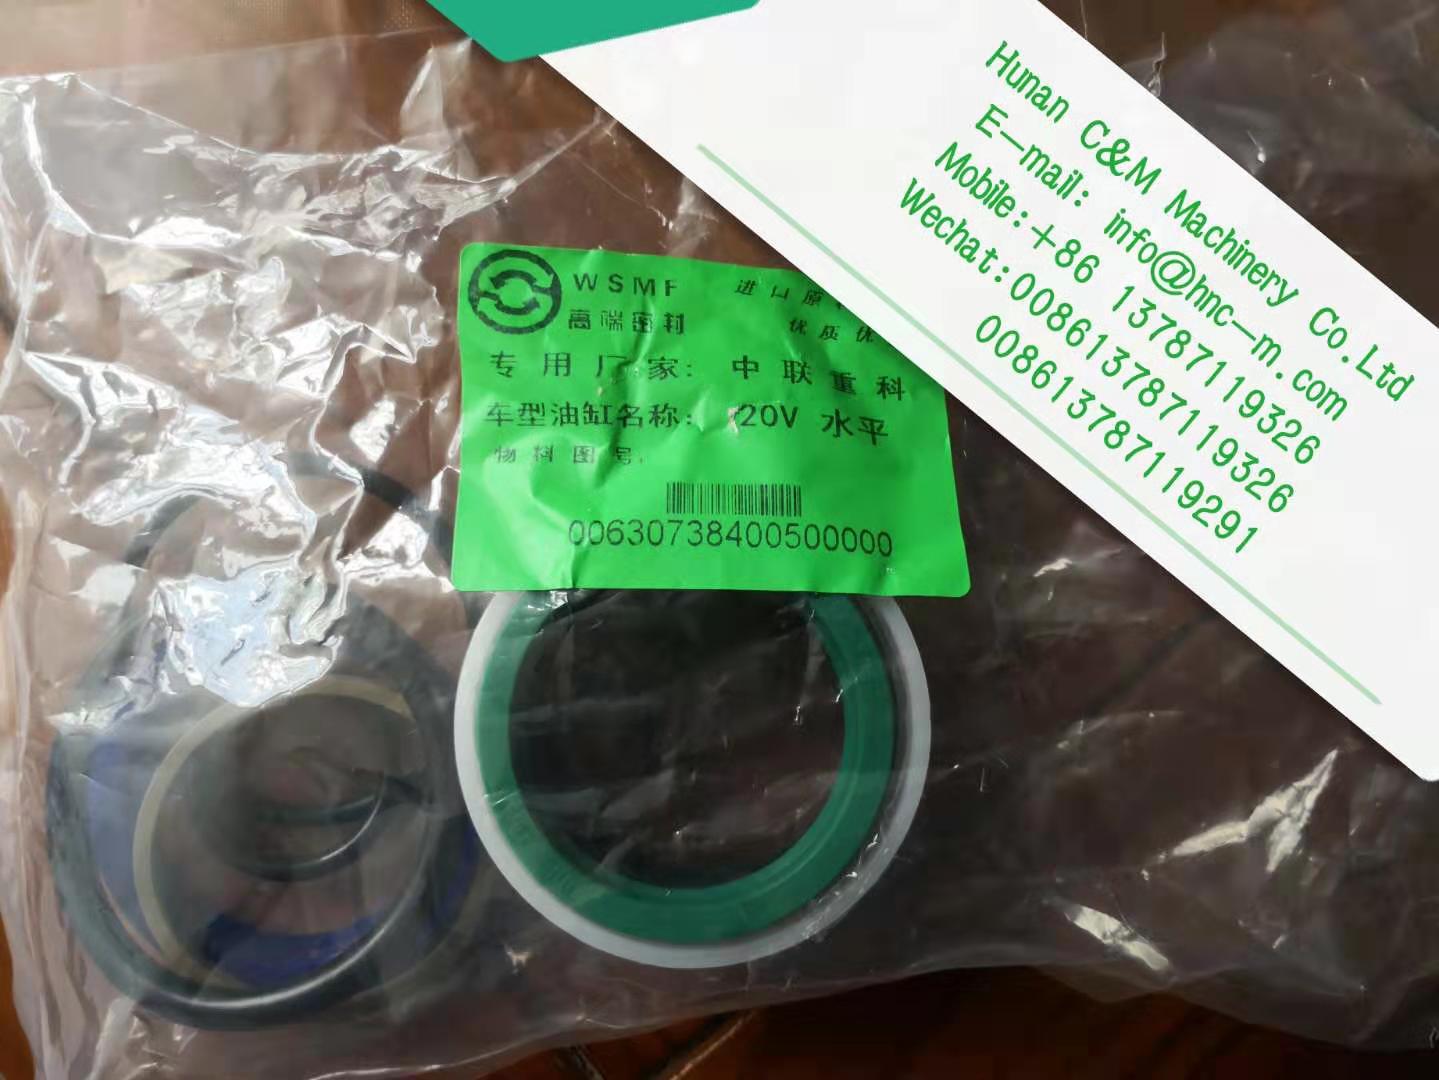 Hunan C&M Machinery Co.Ltd
E-mail: info@hnc-m.com
Mobile:+86 13787119326
Wechat:008613787119326
008613787119291
WSMF 进口原
高端密封 优质优
专用厂家: 中联重科
车型油缸名称: 20V 水平
物料图号:
00630738400500000